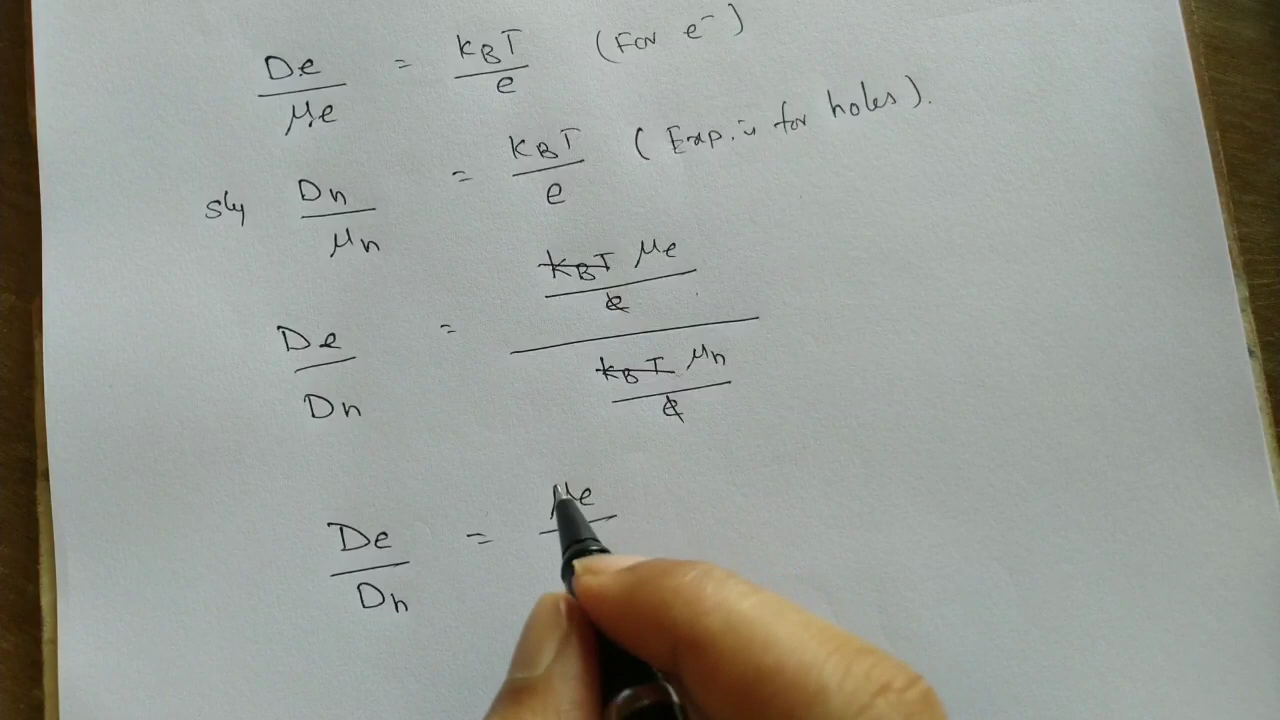 De/μe = kBT/e (For e⁻)
sly Dn/μn = kBT/e (Exp. is for holes).
De/Dn = (kBT μe/e)/(kBT μn/e)
De/Dn = μe